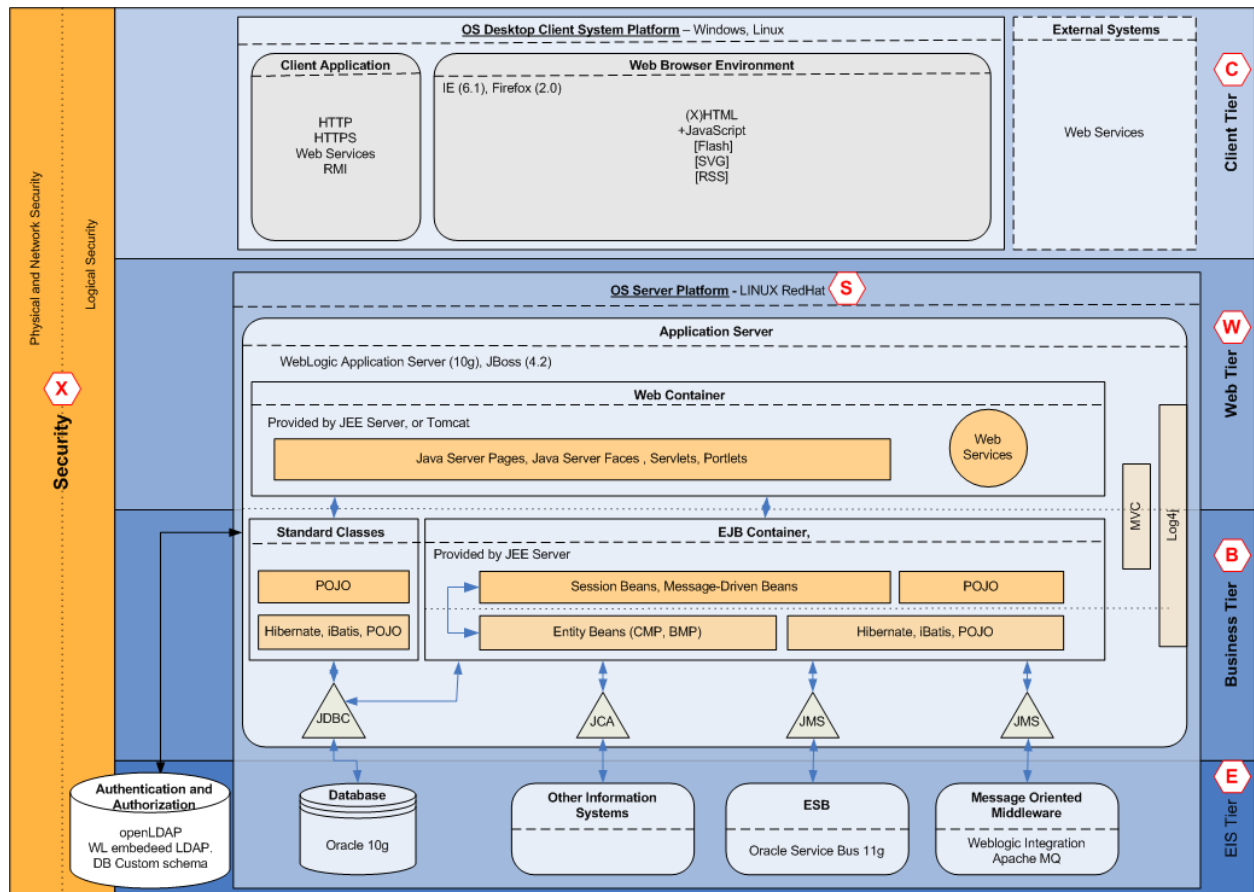 OS Desktop Client System Platform – Windows, Linux
Client Application
HTTP
HTTPS
Web Services
RMI
Web Browser Environment
IE (6.1), Firefox (2.0)
(X)HTML
+JavaScript
[Flash]
[SVG]
[RSS]
External Systems
Web Services
C
Client Tier
Physical and Network Security
Logical Security
X
Security
OS Server Platform - LINUX RedHat
S
Application Server
WebLogic Application Server (10g), JBoss (4.2)
Web Container
Provided by JEE Server, or Tomcat
Java Server Pages, Java Server Faces , Servlets, Portlets
Web
Services
W
Web Tier
MVC
Log4j
Standard Classes
POJO
Hibernate, iBatis, POJO
EJB Container,
Provided by JEE Server
Session Beans, Message-Driven Beans
POJO
Entity Beans (CMP, BMP)
Hibernate, iBatis, POJO
B
Business Tier
JDBC
JCA
JMS
JMS
Authentication and
Authorization
openLDAP
WL embedeed LDAP.
DB Custom schema
Database
Oracle 10g
Other Information
Systems
ESB
Oracle Service Bus 11g
Message Oriented
Middleware
Weblogic Integration
Apache MQ
E
EIS Tier